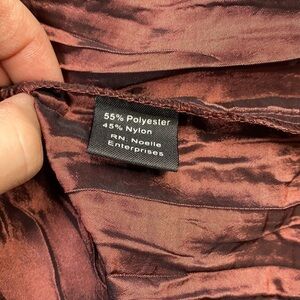 55% Polyester
45% Nylon
RN. Noelle
Enterprises